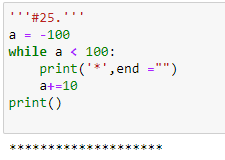 '''#25.'''
a = -100
while a < 100:
    print('*',end ="")
    a+=10
print()
********************